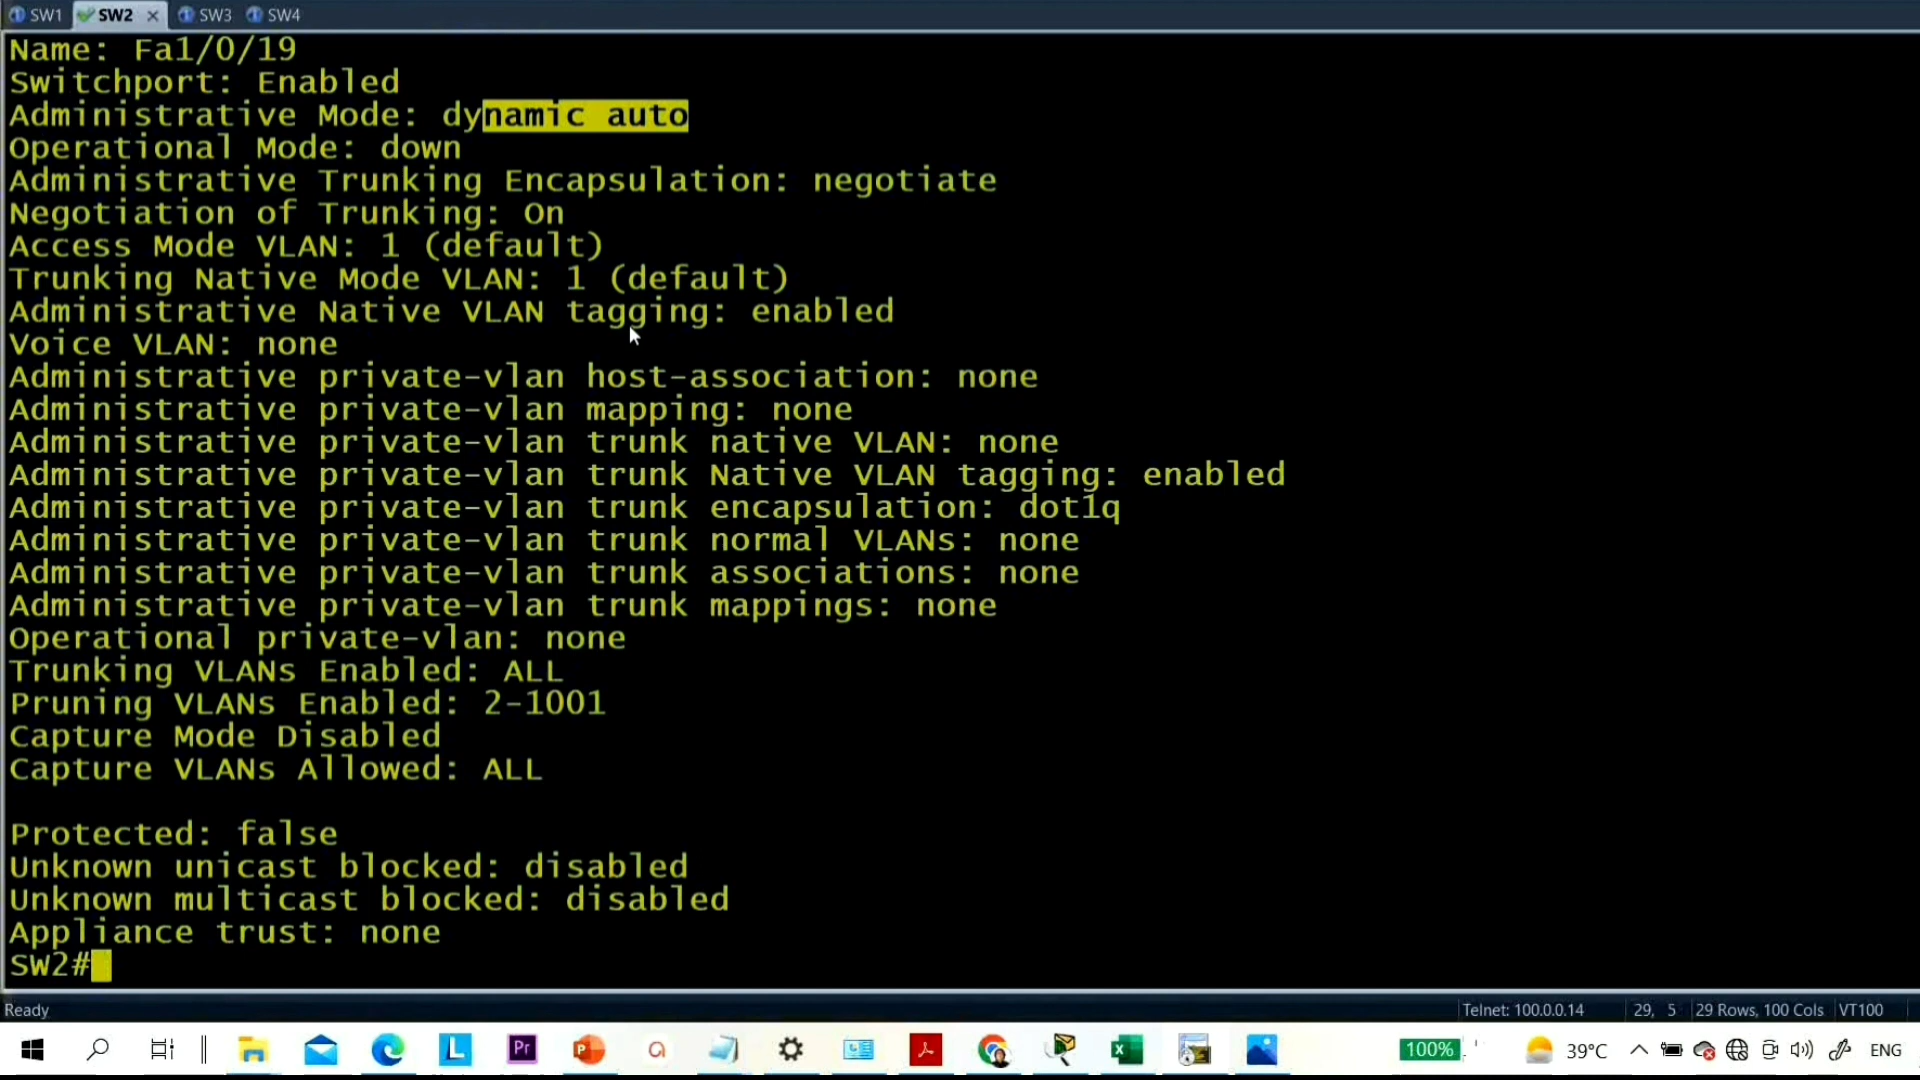 SW1 SW2 SW3 SW4
Name: Fa1/0/19
Switchport: Enabled
Administrative Mode: dynamic auto
Operational Mode: down
Administrative Trunking Encapsulation: negotiate
Negotiation of Trunking: On
Access Mode VLAN: 1 (default)
Trunking Native Mode VLAN: 1 (default)
Administrative Native VLAN tagging: enabled
Voice VLAN: none
Administrative private-vlan host-association: none
Administrative private-vlan mapping: none
Administrative private-vlan trunk native VLAN: none
Administrative private-vlan trunk Native VLAN tagging: enabled
Administrative private-vlan trunk encapsulation: dot1q
Administrative private-vlan trunk normal VLANs: none
Administrative private-vlan trunk associations: none
Administrative private-vlan trunk mappings: none
Operational private-vlan: none
Trunking VLANs Enabled: ALL
Pruning VLANs Enabled: 2-1001
Capture Mode Disabled
Capture VLANs Allowed: ALL
Protected: false
Unknown unicast blocked: disabled
Unknown multicast blocked: disabled
Appliance trust: none
SW2#
Ready Telnet: 100.0.0.14 29, 5 29 Rows, 100 Cols VT100
L Pr 100% 39°C ENG